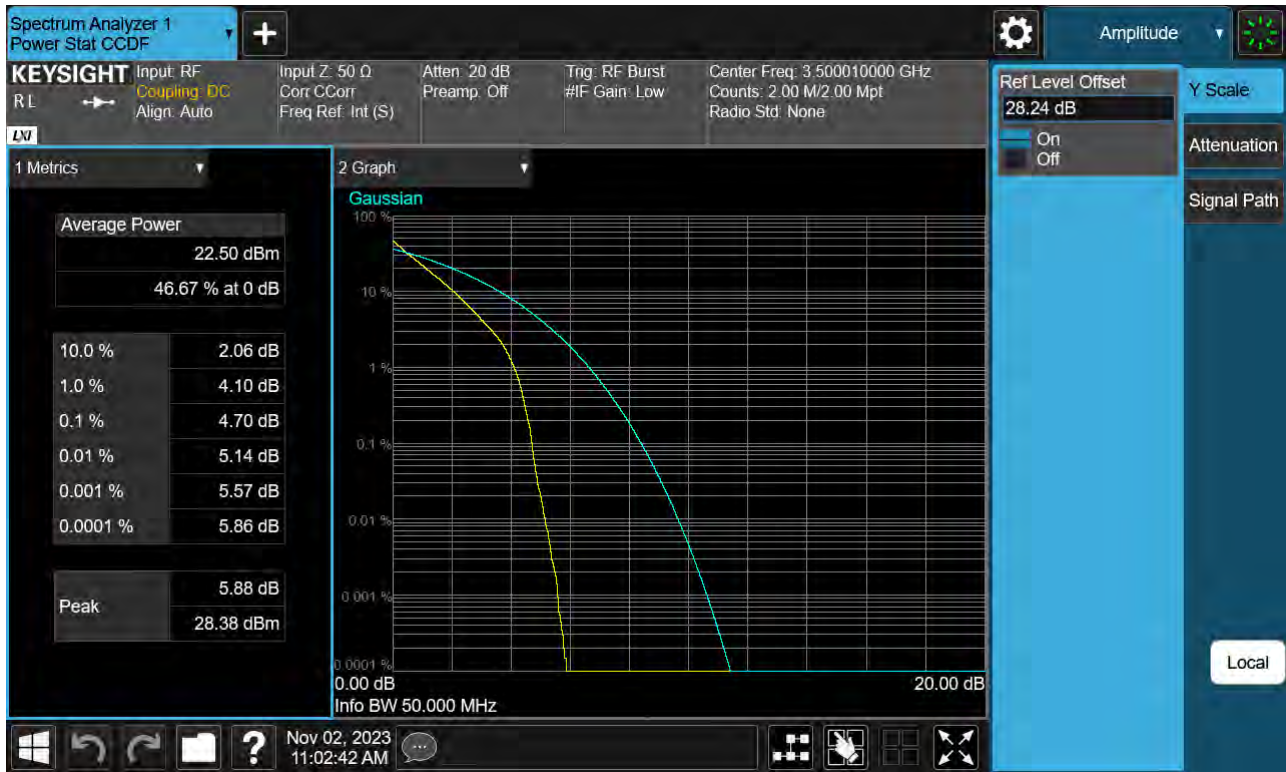 Spectrum Analyzer 1
Power Stat CCDF
+
Amplitude
KEYSIGHT
RL
LXI
Input: RF
Coupling: DC
Align: Auto
Input Z: 50 Ω
Corr CCorr
Freq Ref: Int (S)
Atten: 20 dB
Preamp: Off
Trig: RF Burst
#IF Gain: Low
Center Freq: 3.500010000 GHz
Counts: 2.00 M/2.00 Mpt
Radio Std: None
Ref Level Offset
28.24 dB
On
Off
Y Scale
Attenuation
Signal Path
Local
1 Metrics
Average Power
22.50 dBm
46.67 % at 0 dB
10.0 % 2.06 dB
1.0 % 4.10 dB
0.1 % 4.70 dB
0.01 % 5.14 dB
0.001 % 5.57 dB
0.0001 % 5.86 dB
Peak
5.88 dB
28.38 dBm
2 Graph
Gaussian
100 %
10 %
1 %
0.1 %
0.01 %
0.001 %
0.0001 %
0.00 dB 20.00 dB
Info BW 50.000 MHz
?
Nov 02, 2023
11:02:42 AM